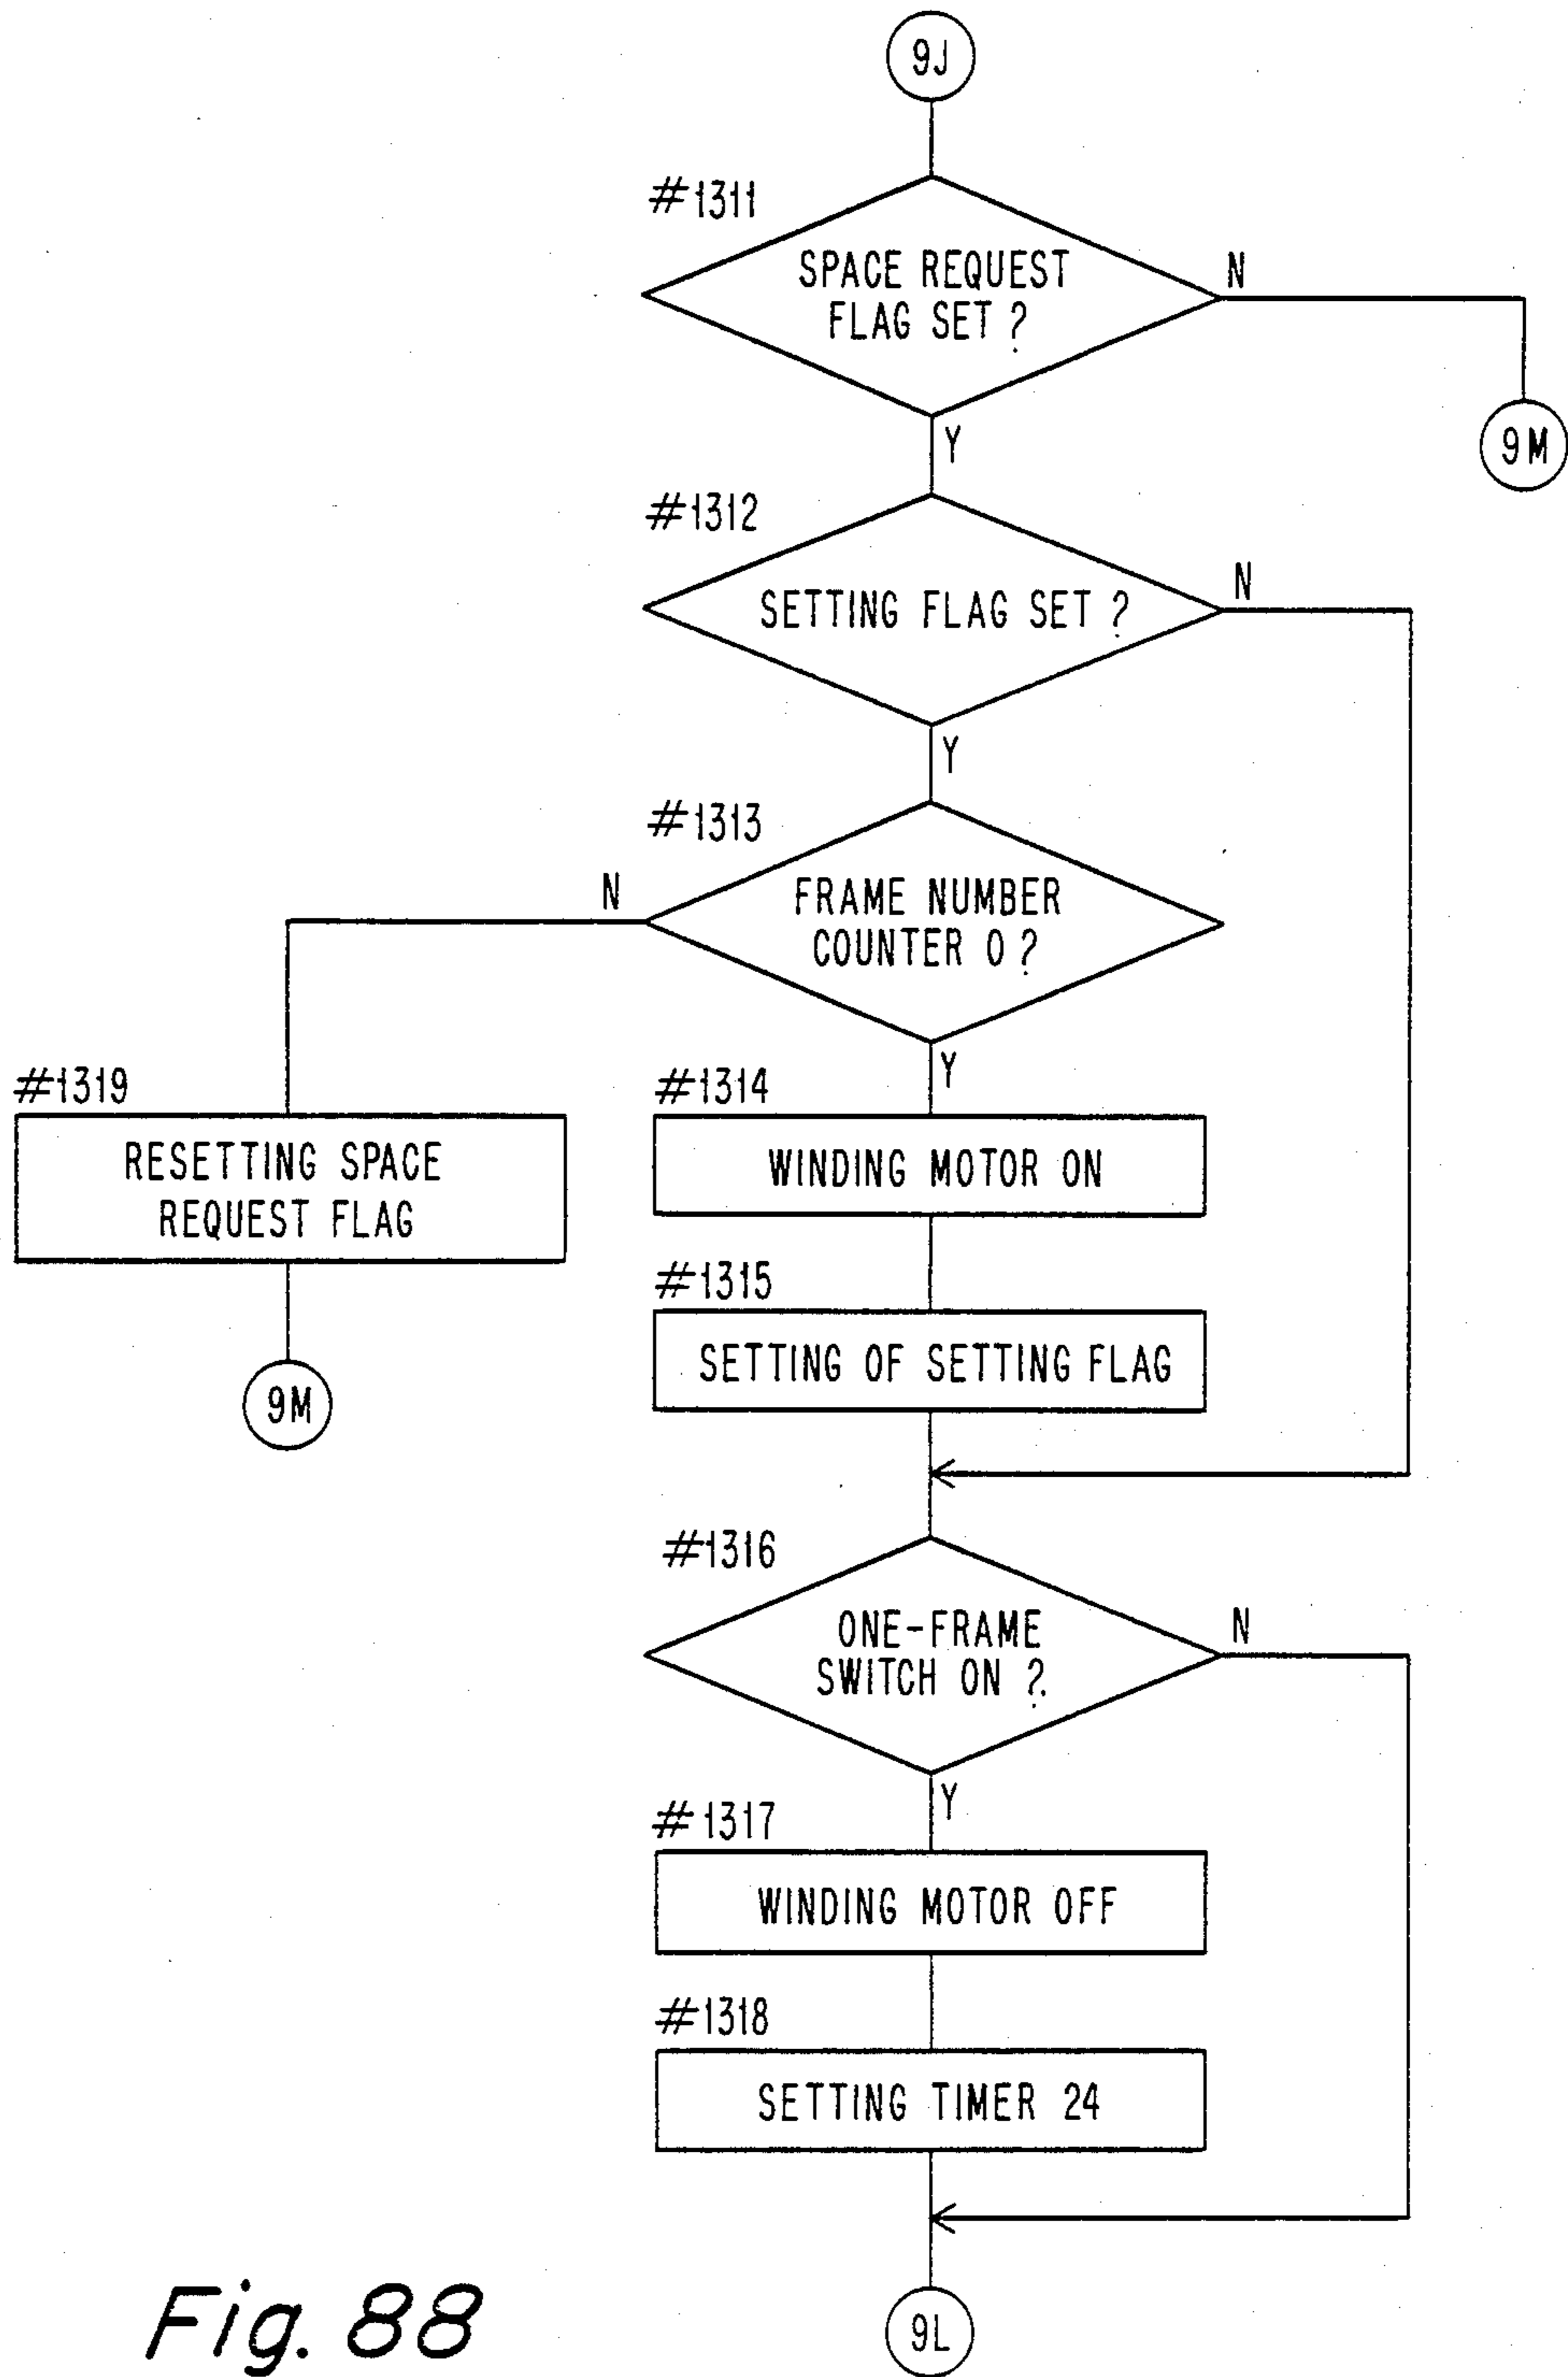 9J
#1311
SPACE REQUEST
FLAG SET ?
N
9M
Y
#1312
SETTING FLAG SET ?
N
Y
#1313
FRAME NUMBER
COUNTER 0 ?
N
Y
#1319
RESETTING SPACE
REQUEST FLAG
9M
#1314
WINDING MOTOR ON
#1315
SETTING OF SETTING FLAG
#1316
ONE-FRAME
SWITCH ON ?
N
Y
#1317
WINDING MOTOR OFF
#1318
SETTING TIMER 24
9L
Fig. 88